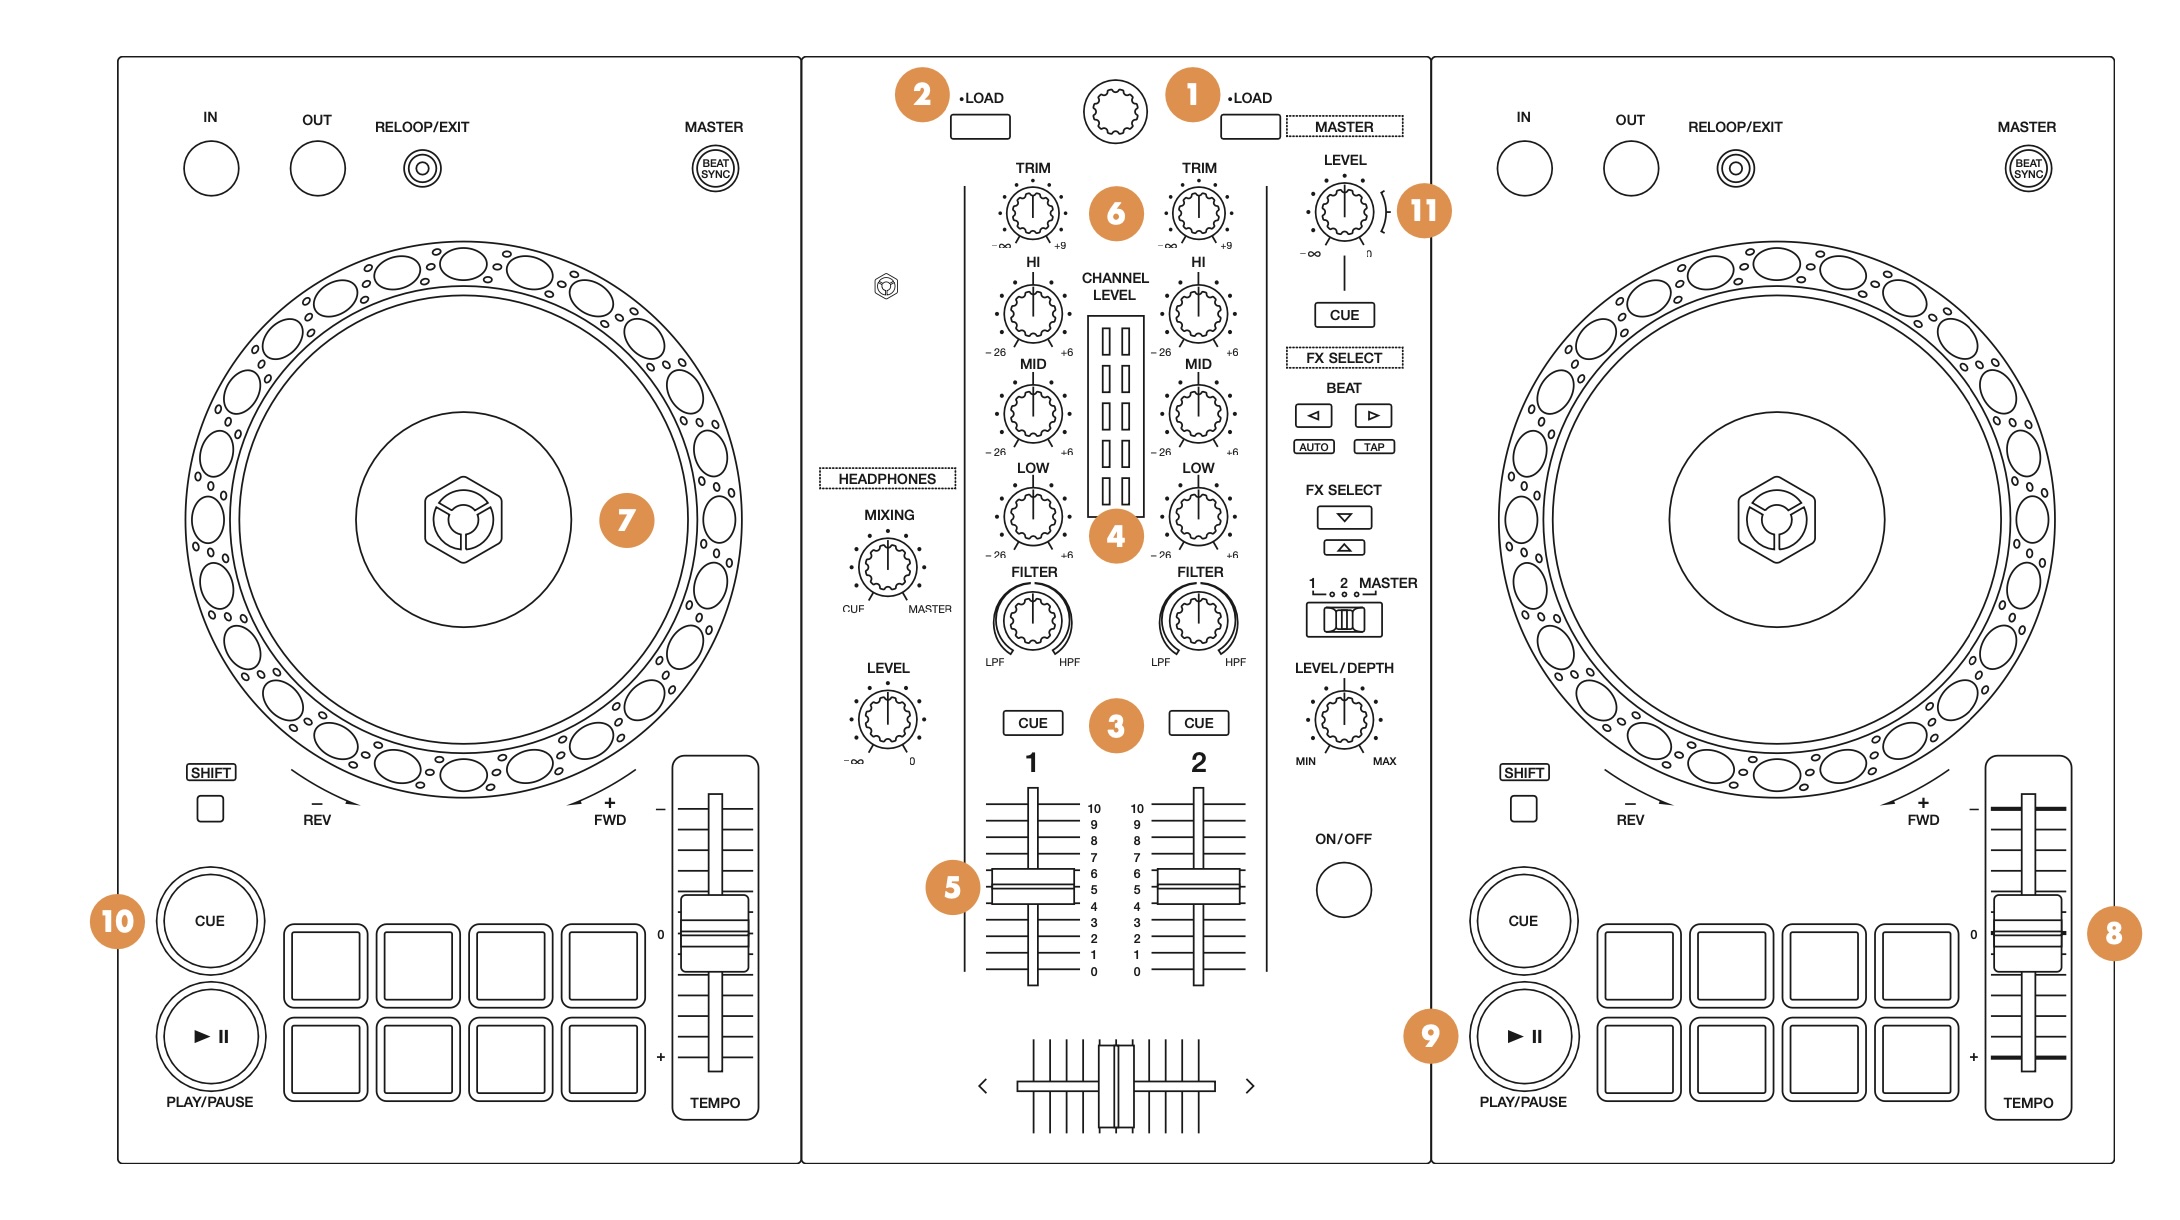 IN
OUT
RELOOP/EXIT
MASTER
BEAT
SYNC
SHIFT
−
REV
+
FWD
10
CUE
PLAY/PAUSE
−
0
+
TEMPO
7
2
•LOAD
1
•LOAD
MASTER
TRIM
−∞
+9
6
TRIM
−∞
+9
LEVEL
−∞
0
11
HI
−26
+6
CHANNEL
LEVEL
HI
−26
+6
CUE
MID
−26
+6
MID
−26
+6
FX SELECT
BEAT
AUTO
TAP
HEADPHONES
MIXING
CUE
MASTER
LOW
−26
+6
4
LOW
−26
+6
FX SELECT
FILTER
LPF
HPF
FILTER
LPF
HPF
1 2 MASTER
LEVEL
−∞
0
CUE
3
CUE
LEVEL/DEPTH
MIN
MAX
1
2
5
10 10
9 9
8 8
7 7
6 6
5 5
4 4
3 3
2 2
1 1
0 0
ON/OFF
<
>
IN
OUT
RELOOP/EXIT
MASTER
BEAT
SYNC
SHIFT
−
REV
+
FWD
CUE
9
PLAY/PAUSE
−
0
+
8
TEMPO